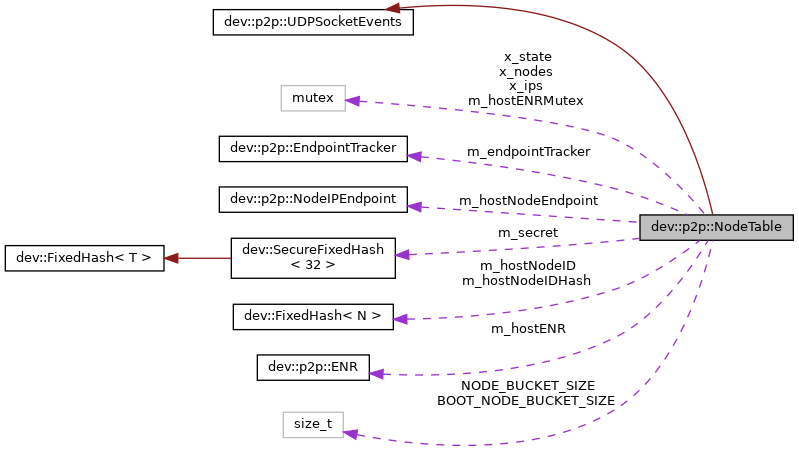 dev::p2p::UDPSocketEvents
x_state
x_nodes
x_ips
m_hostENRMutex
mutex
dev::p2p::EndpointTracker
m_endpointTracker
dev::p2p::NodeIPEndpoint
m_hostNodeEndpoint
dev::p2p::NodeTable
m_secret
dev::FixedHash< T >
dev::SecureFixedHash
< 32 >
m_hostNodeID
m_hostNodeIDHash
dev::FixedHash< N >
m_hostENR
dev::p2p::ENR
NODE_BUCKET_SIZE
BOOT_NODE_BUCKET_SIZE
size_t